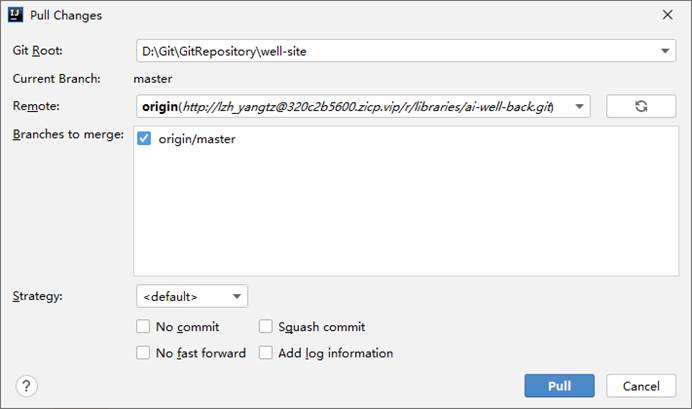 Pull Changes
Git Root: D:\Git\GitRepository\well-site
Current Branch: master
Remote: origin(http://lzh_yangtz@320c2b5600.zicp.vip/r/libraries/ai-well-back.git)
Branches to merge: origin/master
Strategy: <default>
No commit Squash commit
No fast forward Add log information
? Pull Cancel